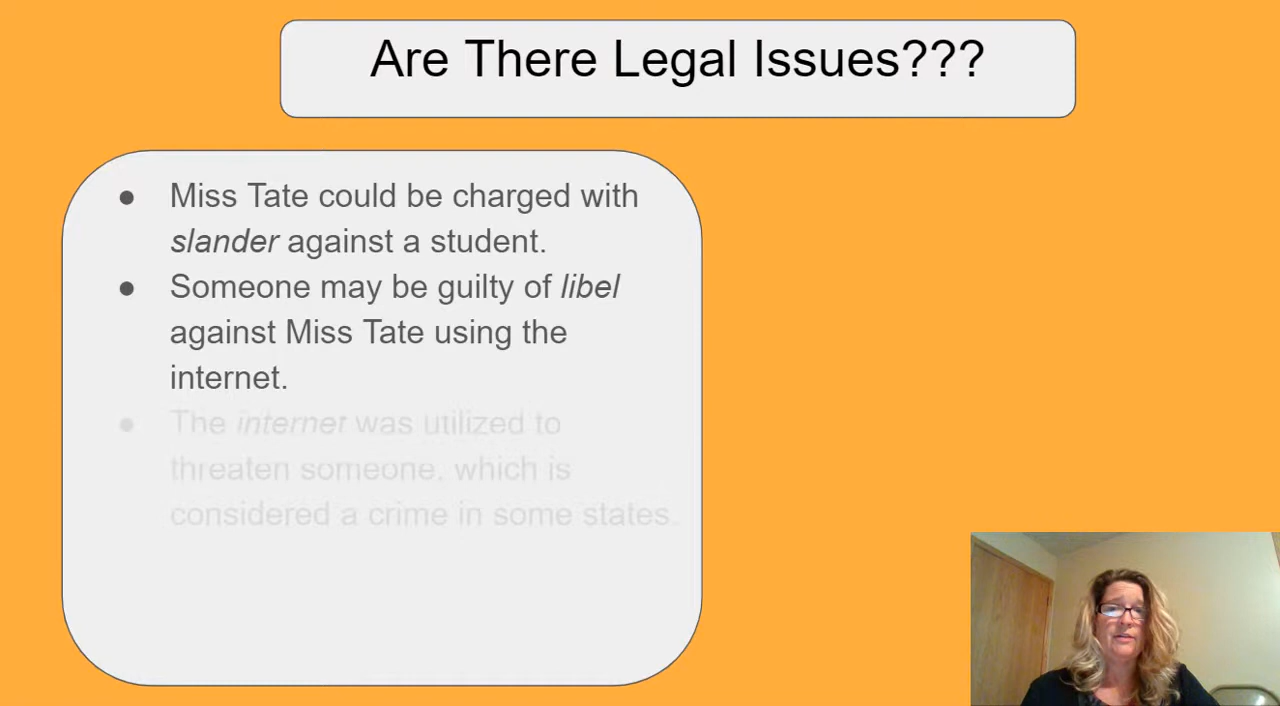 Are There Legal Issues???
● Miss Tate could be charged with
slander against a student.
● Someone may be guilty of libel
against Miss Tate using the
internet.
● The internet was utilized to
threaten someone, which is
considered a crime in some states.